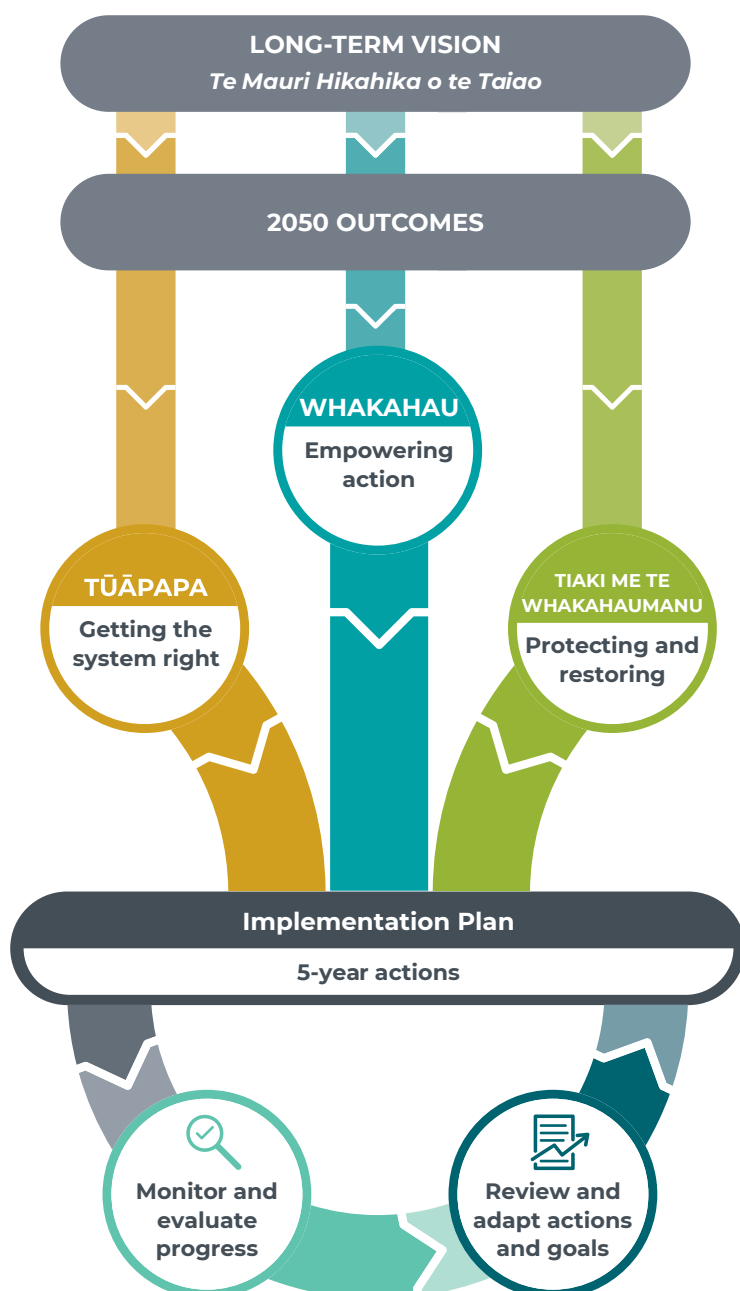 LONG-TERM VISION
Te Mauri Hikahika o te Taiao
2050 OUTCOMES
WHAKAHAU
Empowering
action
TŪĀPAPA
Getting the
system right
TIAKI ME TE
WHAKAHAUMANU
Protecting and
restoring
Implementation Plan
5-year actions
Monitor and
evaluate
progress
Review and
adapt actions
and goals